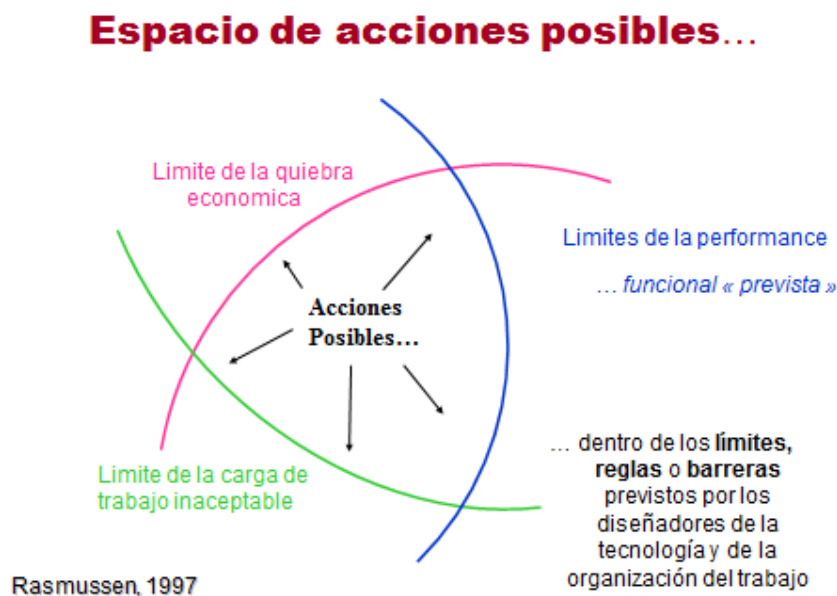 Espacio de acciones posibles...
Limite de la quiebra
economica
Limites de la performance
... funcional « prevista »
Acciones
Posibles...
Limite de la carga de
trabajo inaceptable
... dentro de los límites,
reglas o barreras
previstos por los
diseñadores de la
tecnología y de la
organización del trabajo
Rasmussen, 1997